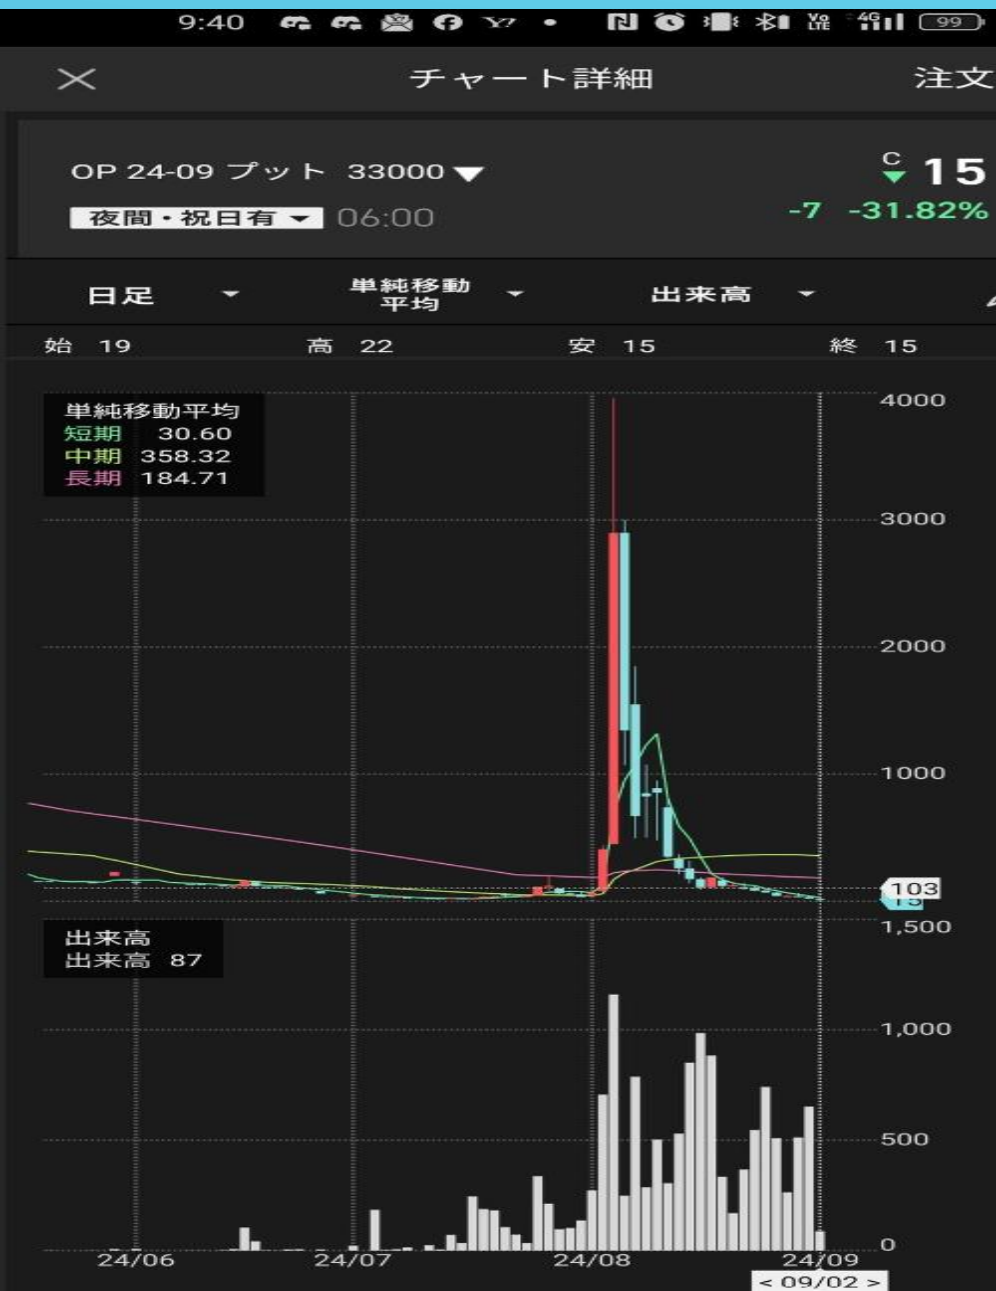 9:40 VoLTE 4G 99
チャート詳細 注文
OP 24-09 プット 33000 C 15
夜間・祝日有 06:00 -7 -31.82%
日足 単純移動平均 出来高
始 19 高 22 安 15 終 15
単純移動平均
短期 30.60
中期 358.32
長期 184.71
4000
3000
2000
1000
103
15
出来高
出来高 87
1,500
1,000
500
0
24/06 24/07 24/08 24/09
< 09/02 >